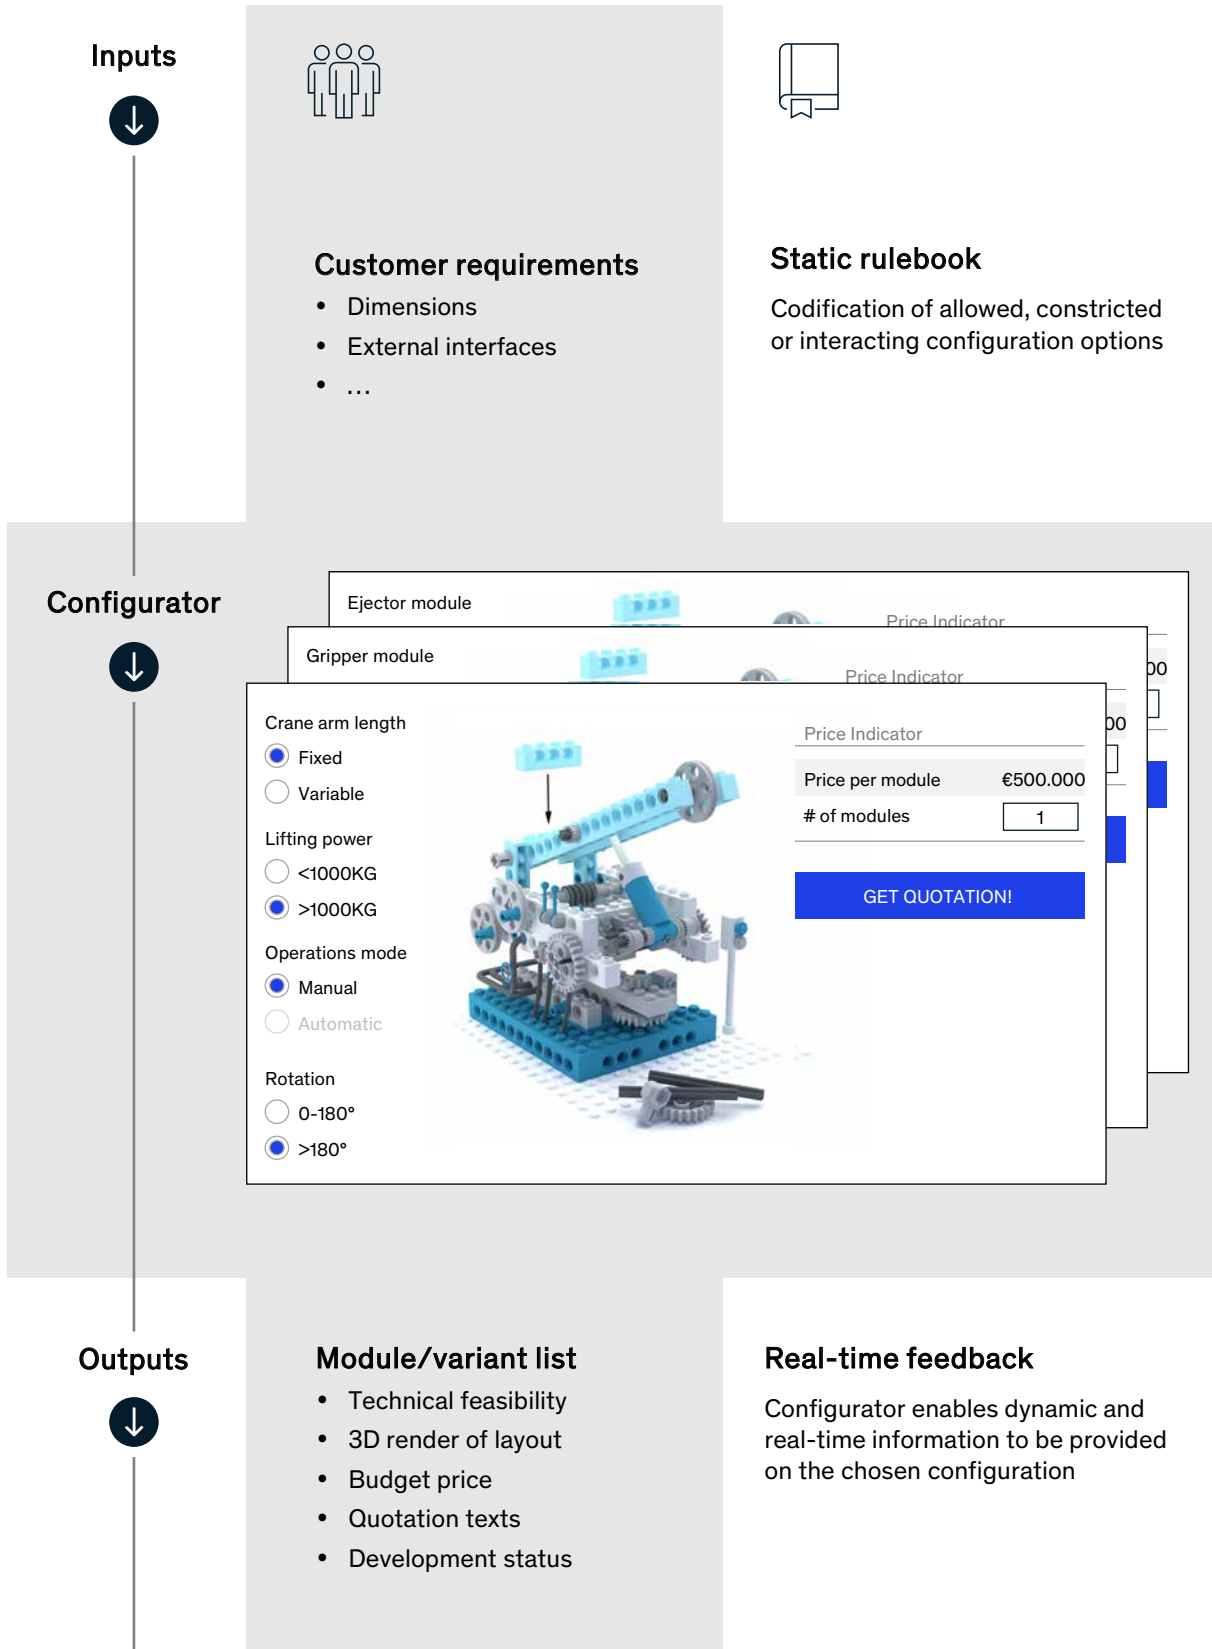 Inputs
Customer requirements
• Dimensions
• External interfaces
• ...
Static rulebook
Codification of allowed, constricted
or interacting configuration options
Configurator
Ejector module
Price Indicator
00
Gripper module
Price Indicator
00
Crane arm length
Fixed
Variable
Lifting power
<1000KG
>1000KG
Operations mode
Manual
Automatic
Rotation
0-180°
>180°
Price Indicator
Price per module €500.000
# of modules 1
GET QUOTATION!
Outputs
Module/variant list
• Technical feasibility
• 3D render of layout
• Budget price
• Quotation texts
• Development status
Real-time feedback
Configurator enables dynamic and
real-time information to be provided
on the chosen configuration